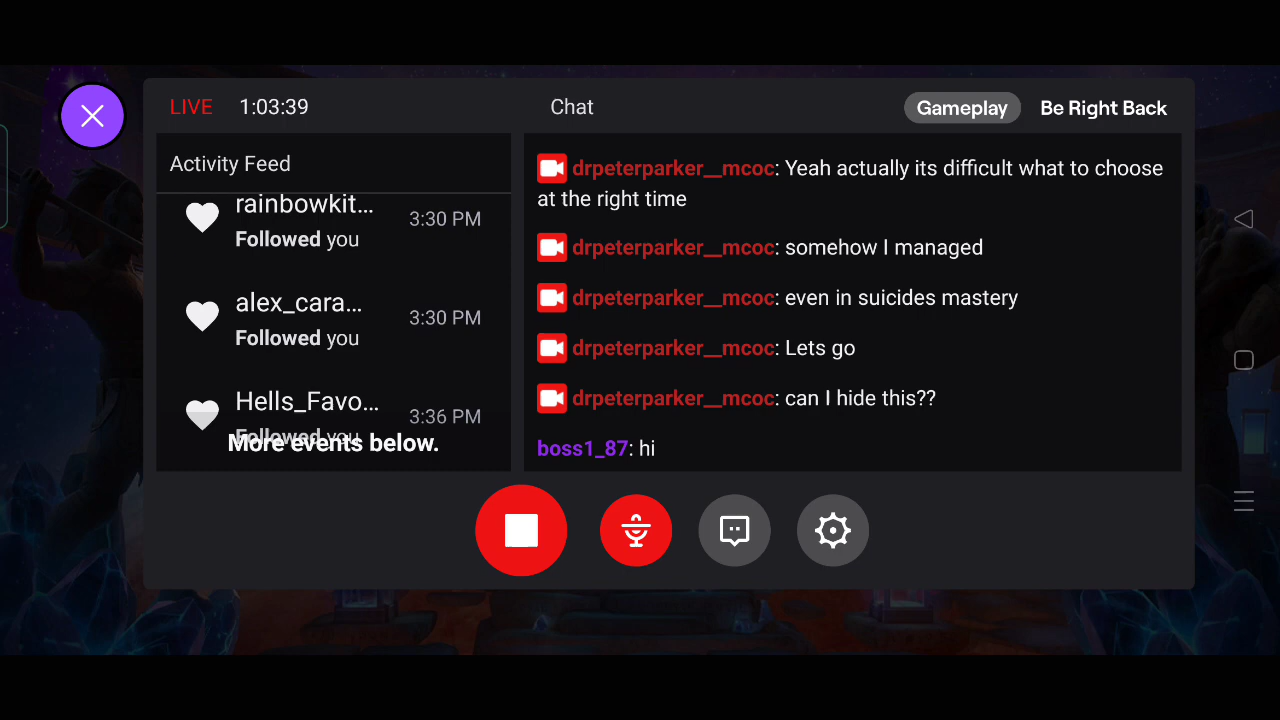 LIVE 1:03:39 Chat Gameplay Be Right Back
Activity Feed
rainbowkit... 3:30 PM
Followed you
alex_cara... 3:30 PM
Followed you
Hells_Favo... 3:36 PM
Followed you
More events below.
drpeterparker__mcoc: Yeah actually its difficult what to choose
at the right time
drpeterparker__mcoc: somehow I managed
drpeterparker__mcoc: even in suicides mastery
drpeterparker__mcoc: Lets go
drpeterparker__mcoc: can I hide this??
boss1_87: hi